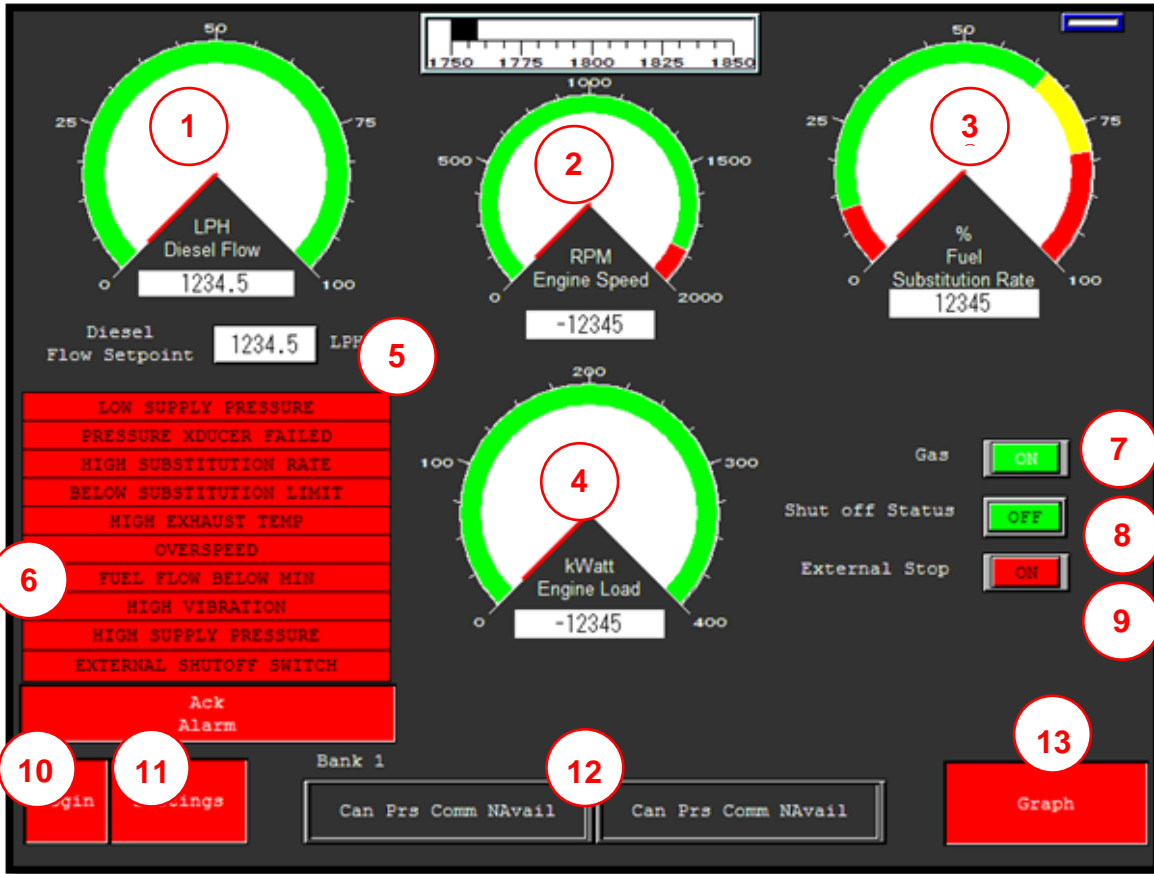 50
25
75
1
LPH
Diesel Flow
0
100
1234.5
1750 1775 1800 1825 1850
1000
500
1500
2
RPM
Engine Speed
0
2000
-12345
50
25
75
3
%
Fuel
Substitution Rate
0
100
12345
Diesel
Flow Setpoint
1234.5
LPH
5
LOW SUPPLY PRESSURE
PRESSURE XDUCER FAILED
HIGH SUBSTITUTION RATE
BELOW SUBSTITUTION LIMIT
HIGH EXHAUST TEMP
OVERSPEED
FUEL FLOW BELOW MIN
HIGH VIBRATION
HIGH SUPPLY PRESSURE
EXTERNAL SHUTOFF SWITCH
6
Ack
Alarm
200
100
300
4
kWatt
Engine Load
0
400
-12345
Gas
ON
7
Shut off Status
OFF
8
External Stop
ON
9
10
11
Bank 1
12
Can Prs Comm NAvail
Can Prs Comm NAvail
13
Graph